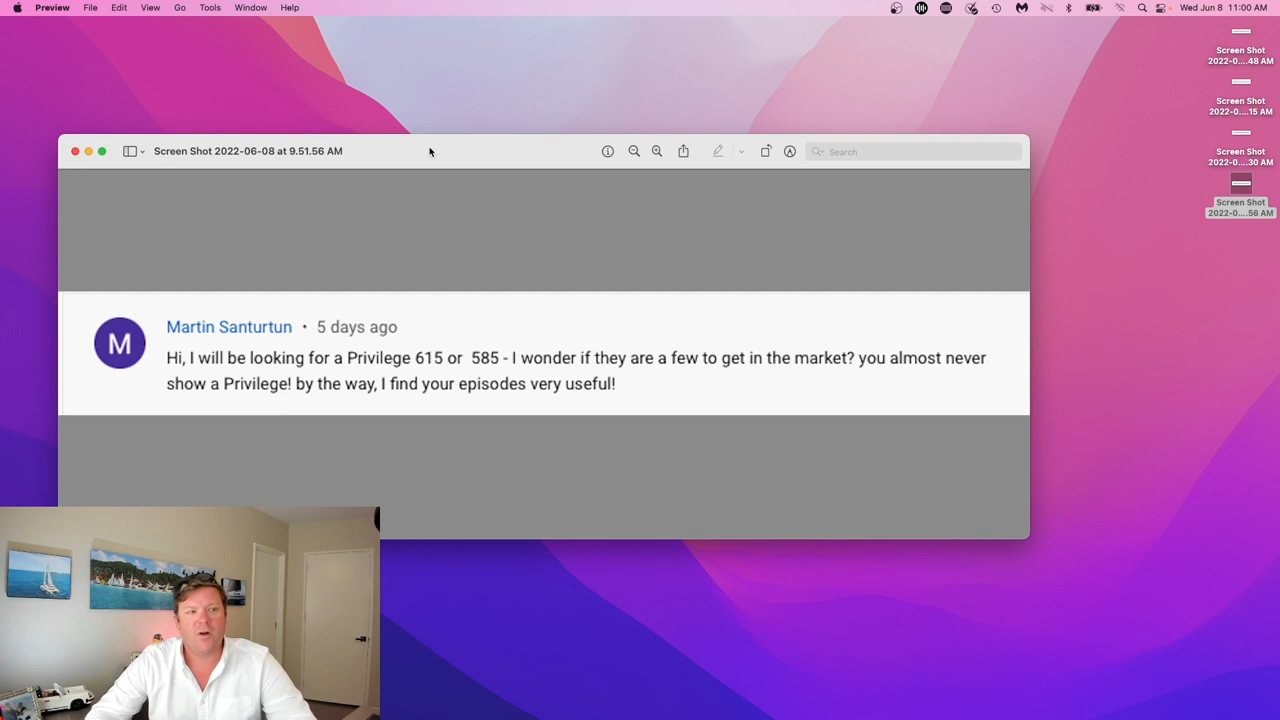 Preview File Edit View Go Tools Window Help Wed Jun 8 11:00 AM
Screen Shot
2022-0....48 AM
Screen Shot
2022-0....15 AM
Screen Shot
2022-0....30 AM
Screen Shot
2022-0....56 AM
Screen Shot 2022-06-08 at 9.51.56 AM
Search
M
Martin Santurtun • 5 days ago
Hi, I will be looking for a Privilege 615 or 585 - I wonder if they are a few to get in the market? you almost never
show a Privilege! by the way, I find your episodes very useful!